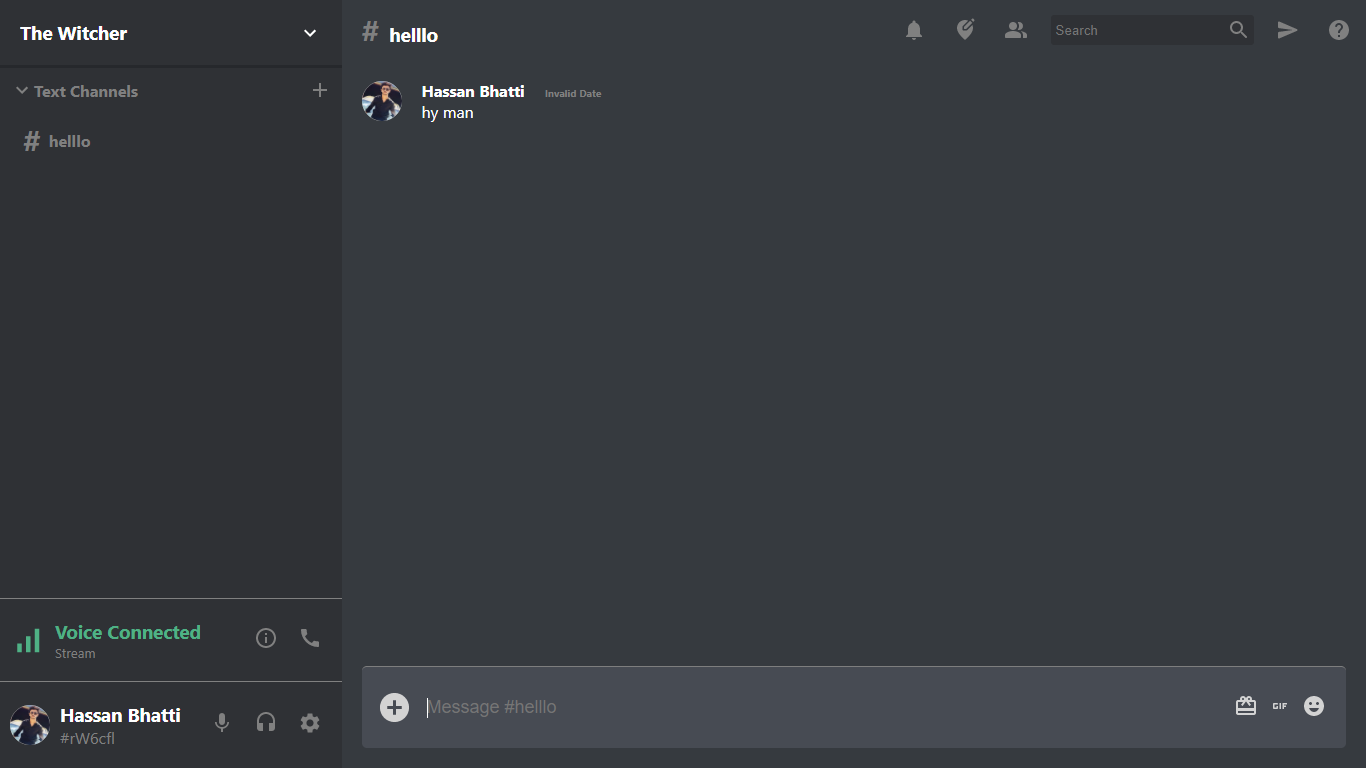 The Witcher
Text Channels
# helllo
Voice Connected
Stream
Hassan Bhatti
#rW6cfl
# helllo
Search
Hassan Bhatti Invalid Date
hy man
Message #helllo
GIF